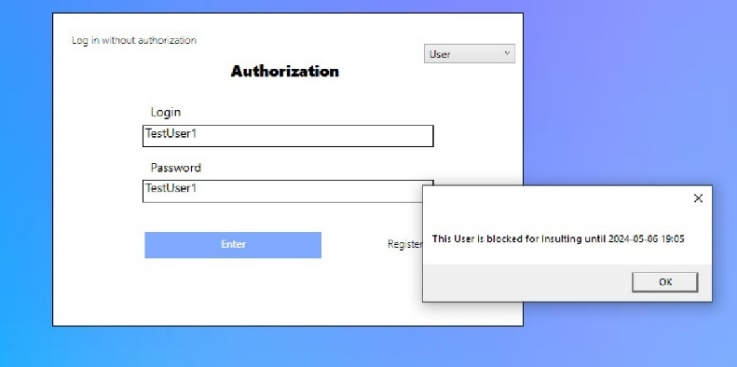 Log in without authorization
User
Authorization
Login
TestUser1
Password
TestUser1
Enter
Register
This User is blocked for Insulting until 2024-05-06 19:05
OK